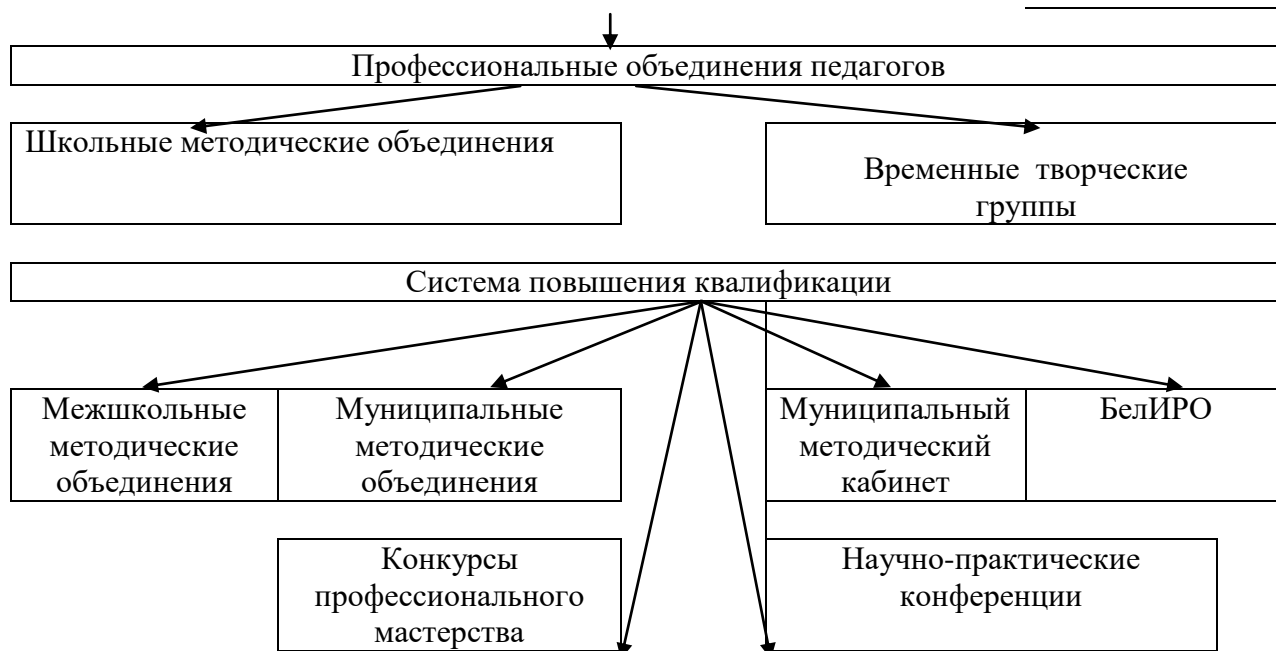 Профессиональные объединения педагогов
Школьные методические объединения
Временные творческие
группы
Система повышения квалификации
Межшкольные
методические
объединения
Муниципальные
методические
объединения
Муниципальный
методический
кабинет
БелИРО
Конкурсы
профессионального
мастерства
Научно-практические
конференции